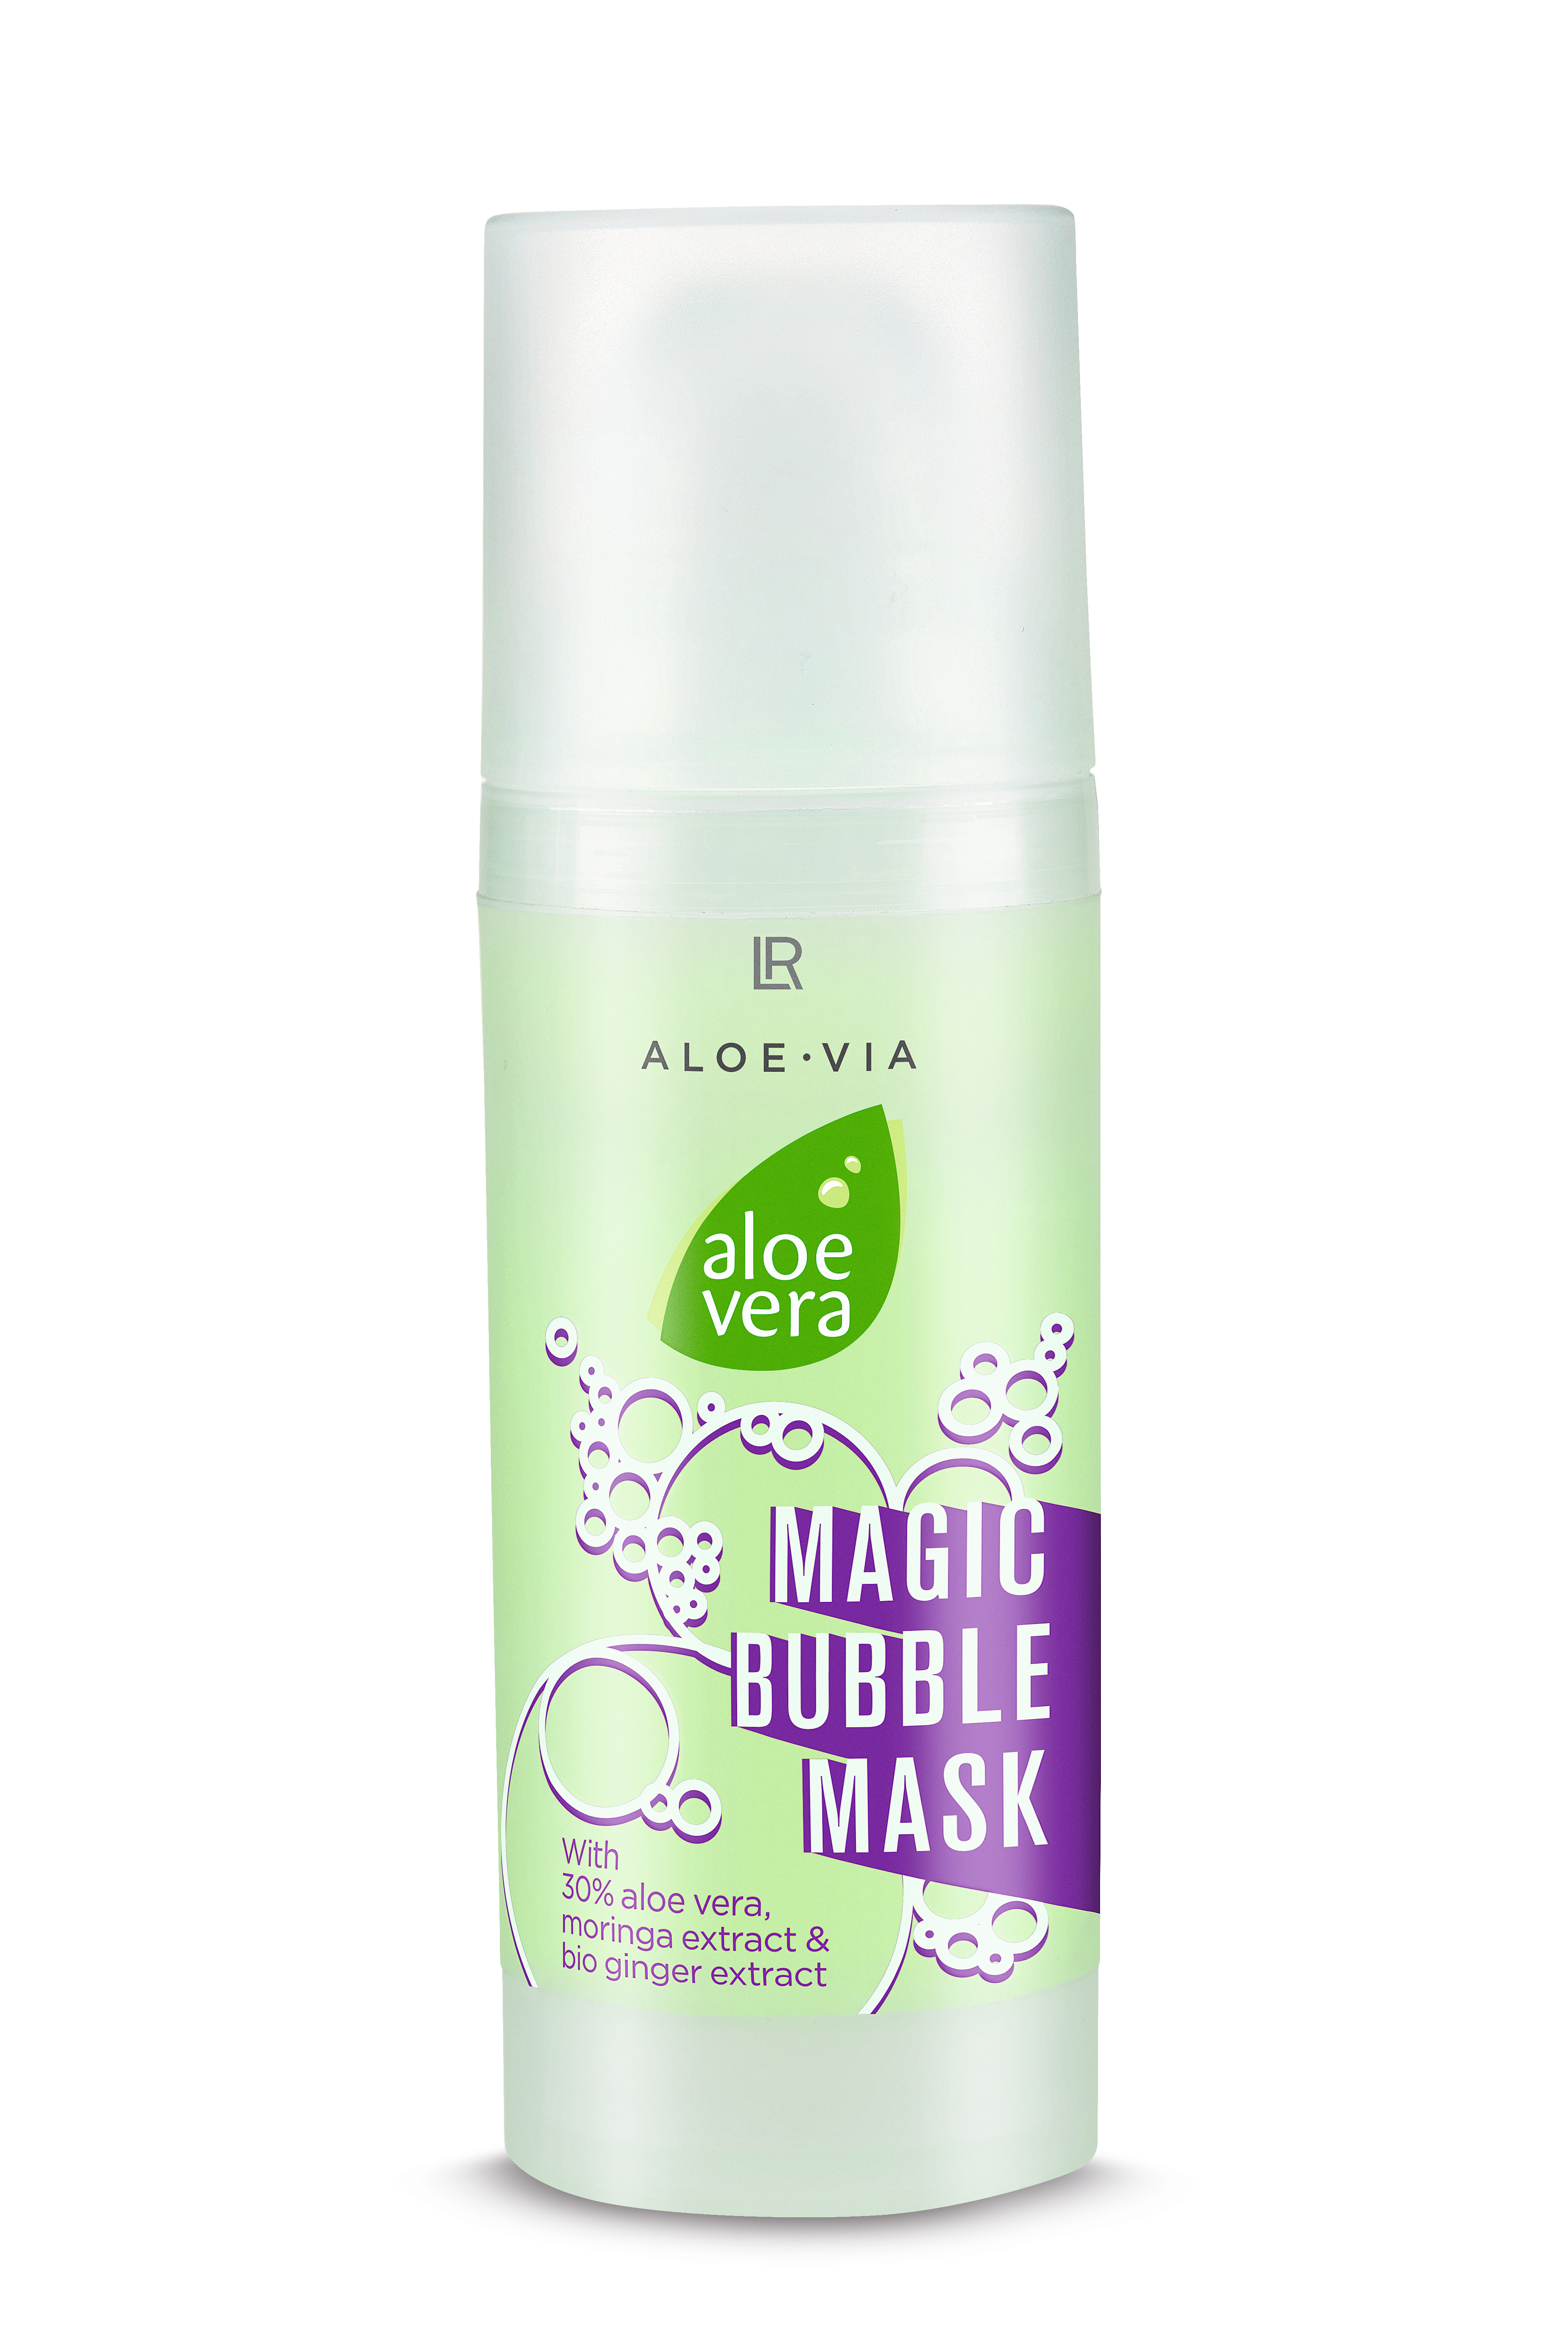 LR
ALOE•VIA
aloe
vera
MAGIC
BUBBLE
MASK
With
30% aloe vera,
moringa extract &
bio ginger extract